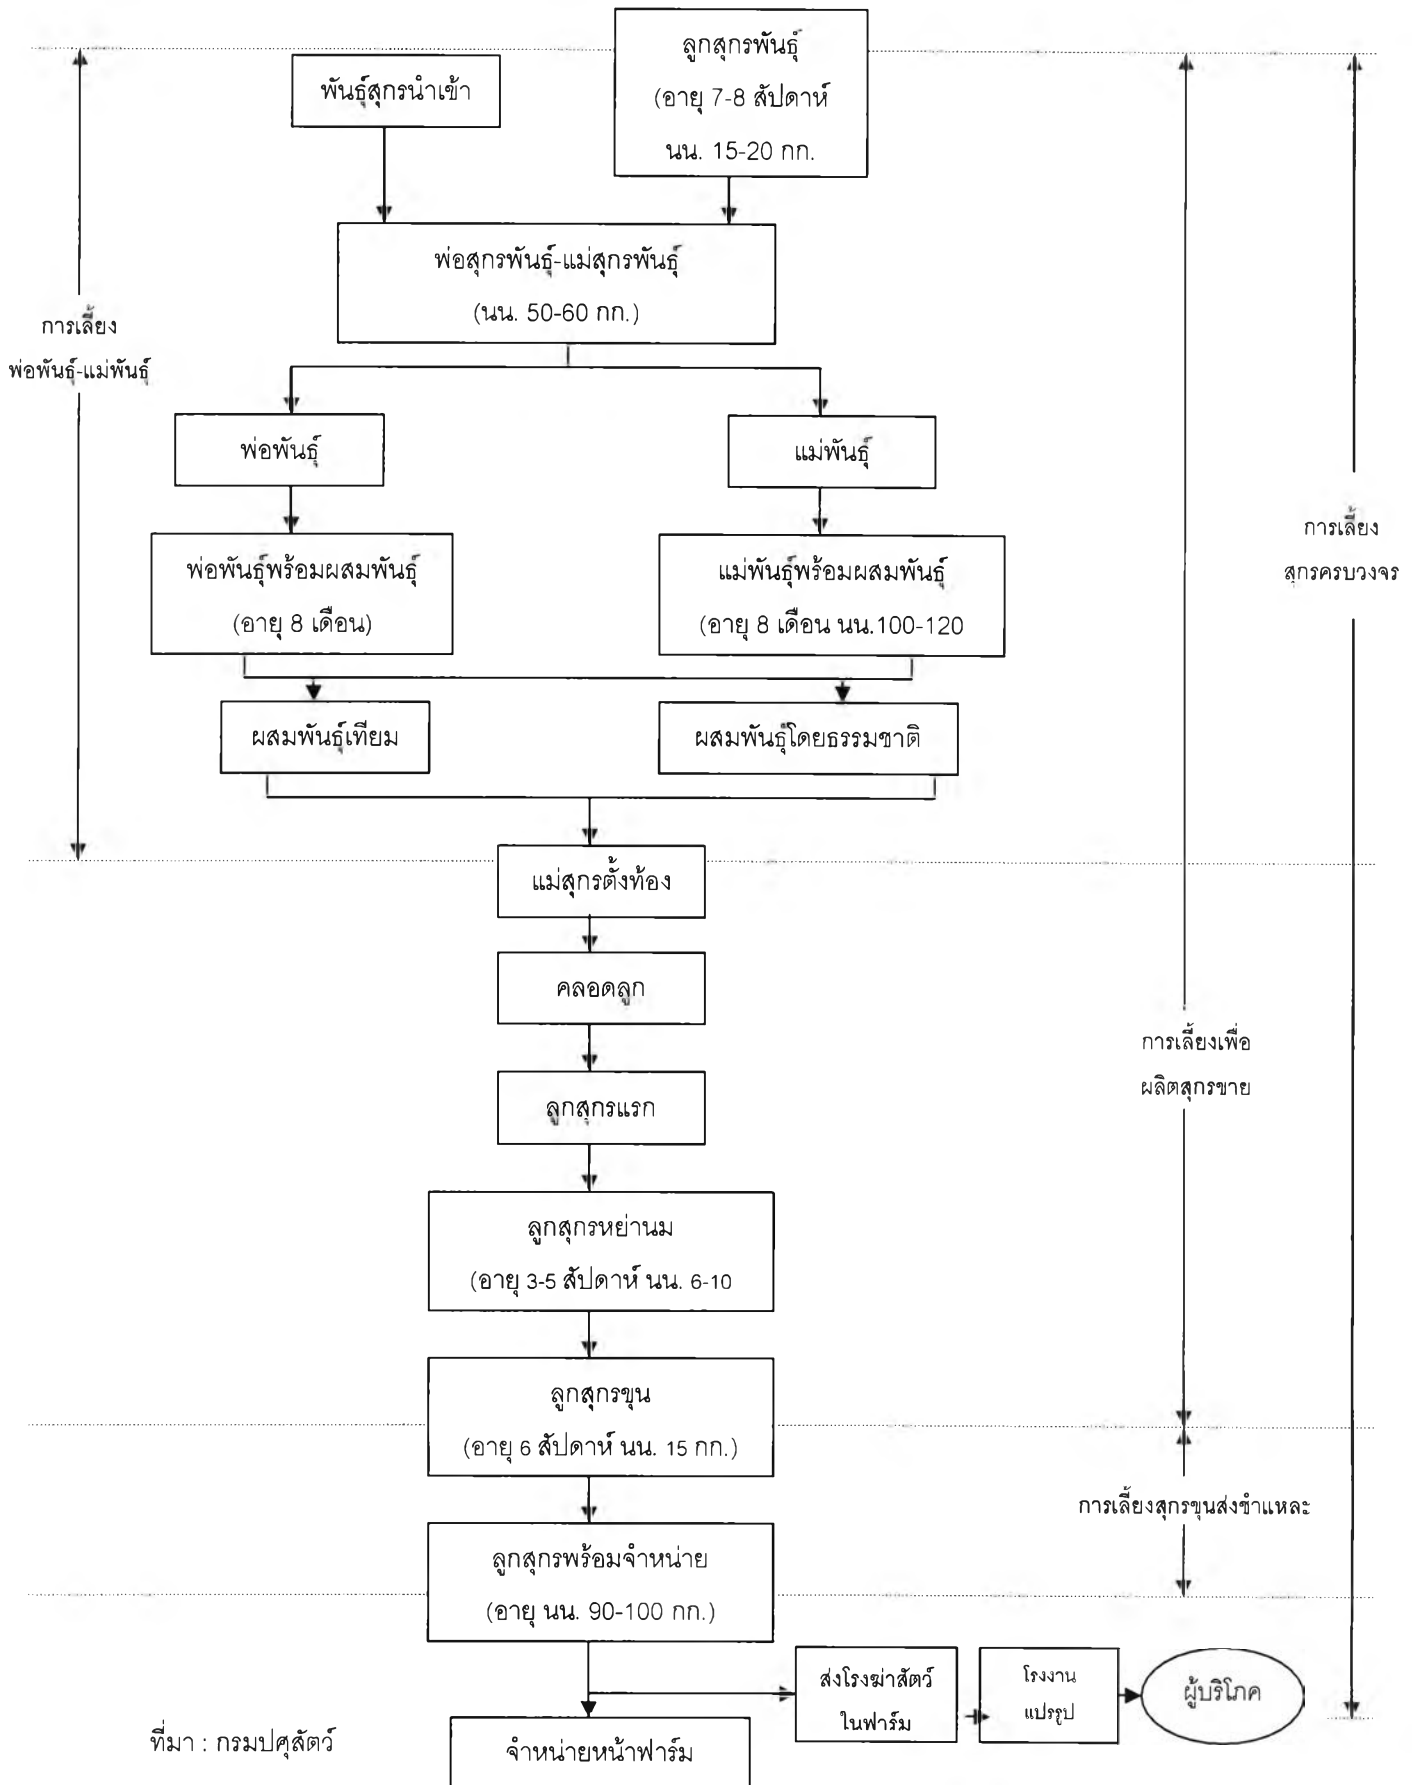 ลูกสุกรพันธุ์
(อายุ 7-8 สัปดาห์
นน. 15-20 กก.
พันธุ์สุกรนำเข้า
พ่อสุกรพันธุ์-แม่สุกรพันธุ์
(นน. 50-60 กก.)
การเลี้ยง
พ่อพันธุ์-แม่พันธุ์
พ่อพันธุ์
แม่พันธุ์
พ่อพันธุ์พร้อมผสมพันธุ์
(อายุ 8 เดือน)
แม่พันธุ์พร้อมผสมพันธุ์
(อายุ 8 เดือน นน.100-120
การเลี้ยง
สุกรครบวงจร
ผสมพันธุ์เทียม
ผสมพันธุ์โดยธรรมชาติ
แม่สุกรตั้งท้อง
คลอดลูก
การเลี้ยงเพื่อ
ผลิตสุกรขาย
ลูกสุกรแรก
ลูกสุกรหย่านม
(อายุ 3-5 สัปดาห์ นน. 6-10
ลูกสุกรขุน
(อายุ 6 สัปดาห์ นน. 15 กก.)
การเลี้ยงสุกรขุนส่งชำแหละ
ลูกสุกรพร้อมจำหน่าย
(อายุ นน. 90-100 กก.)
ส่งโรงฆ่าสัตว์
ในฟาร์ม
โรงงาน
แปรรูป
ผู้บริโภค
จำหน่ายหน้าฟาร์ม
ที่มา : กรมปศุสัตว์